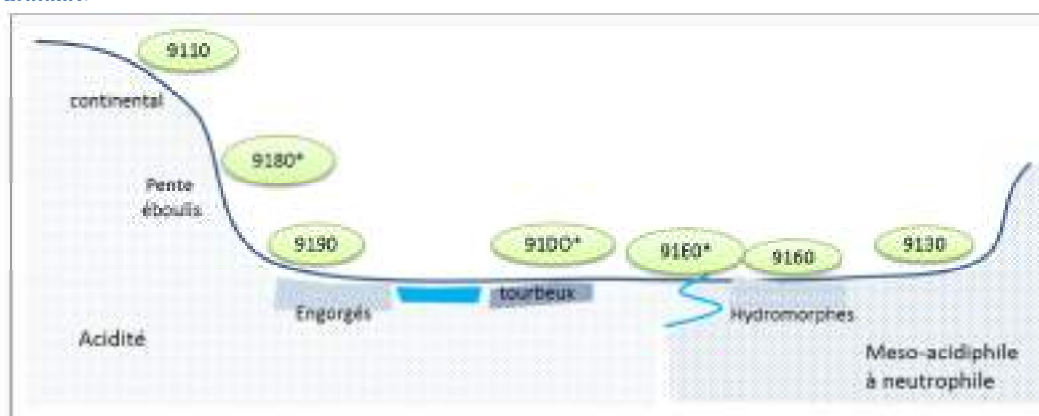 9110
continental
9180*
Pente
éboulis
9190
91D0*
91E0*
9160
9130
tourbeux
Engorgés
Hydromorphes
Acidité
Meso-acidiphile
à neutrophile